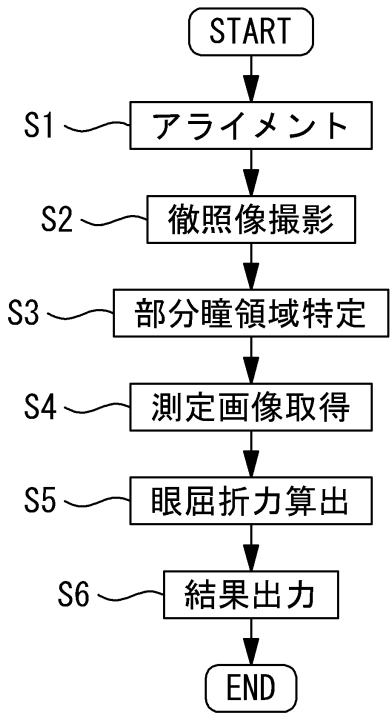 START
S1 アライメント
S2 徹照像撮影
S3 部分瞳領域特定
S4 測定画像取得
S5 眼屈折力算出
S6 結果出力
END